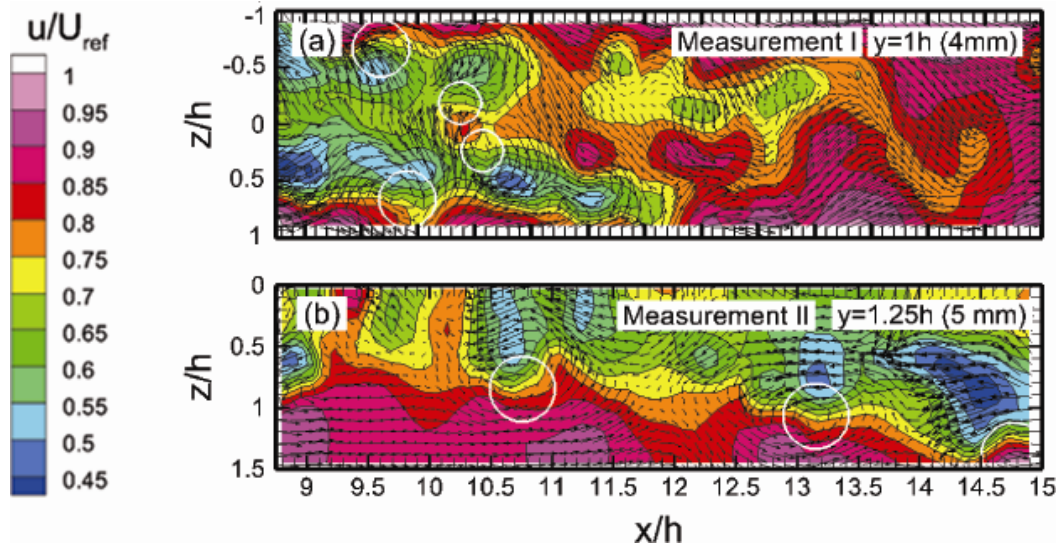 u/Uref
1
0.95
0.9
0.85
0.8
0.75
0.7
0.65
0.6
0.55
0.5
0.45
z/h
-1
-0.5
0
0.5
1
(a)
Measurement I y=1h (4mm)
z/h
0
0.5
1
1.5
(b)
Measurement II y=1.25h (5 mm)
9 9.5 10 10.5 11 11.5 12 12.5 13 13.5 14 14.5 15
x/h